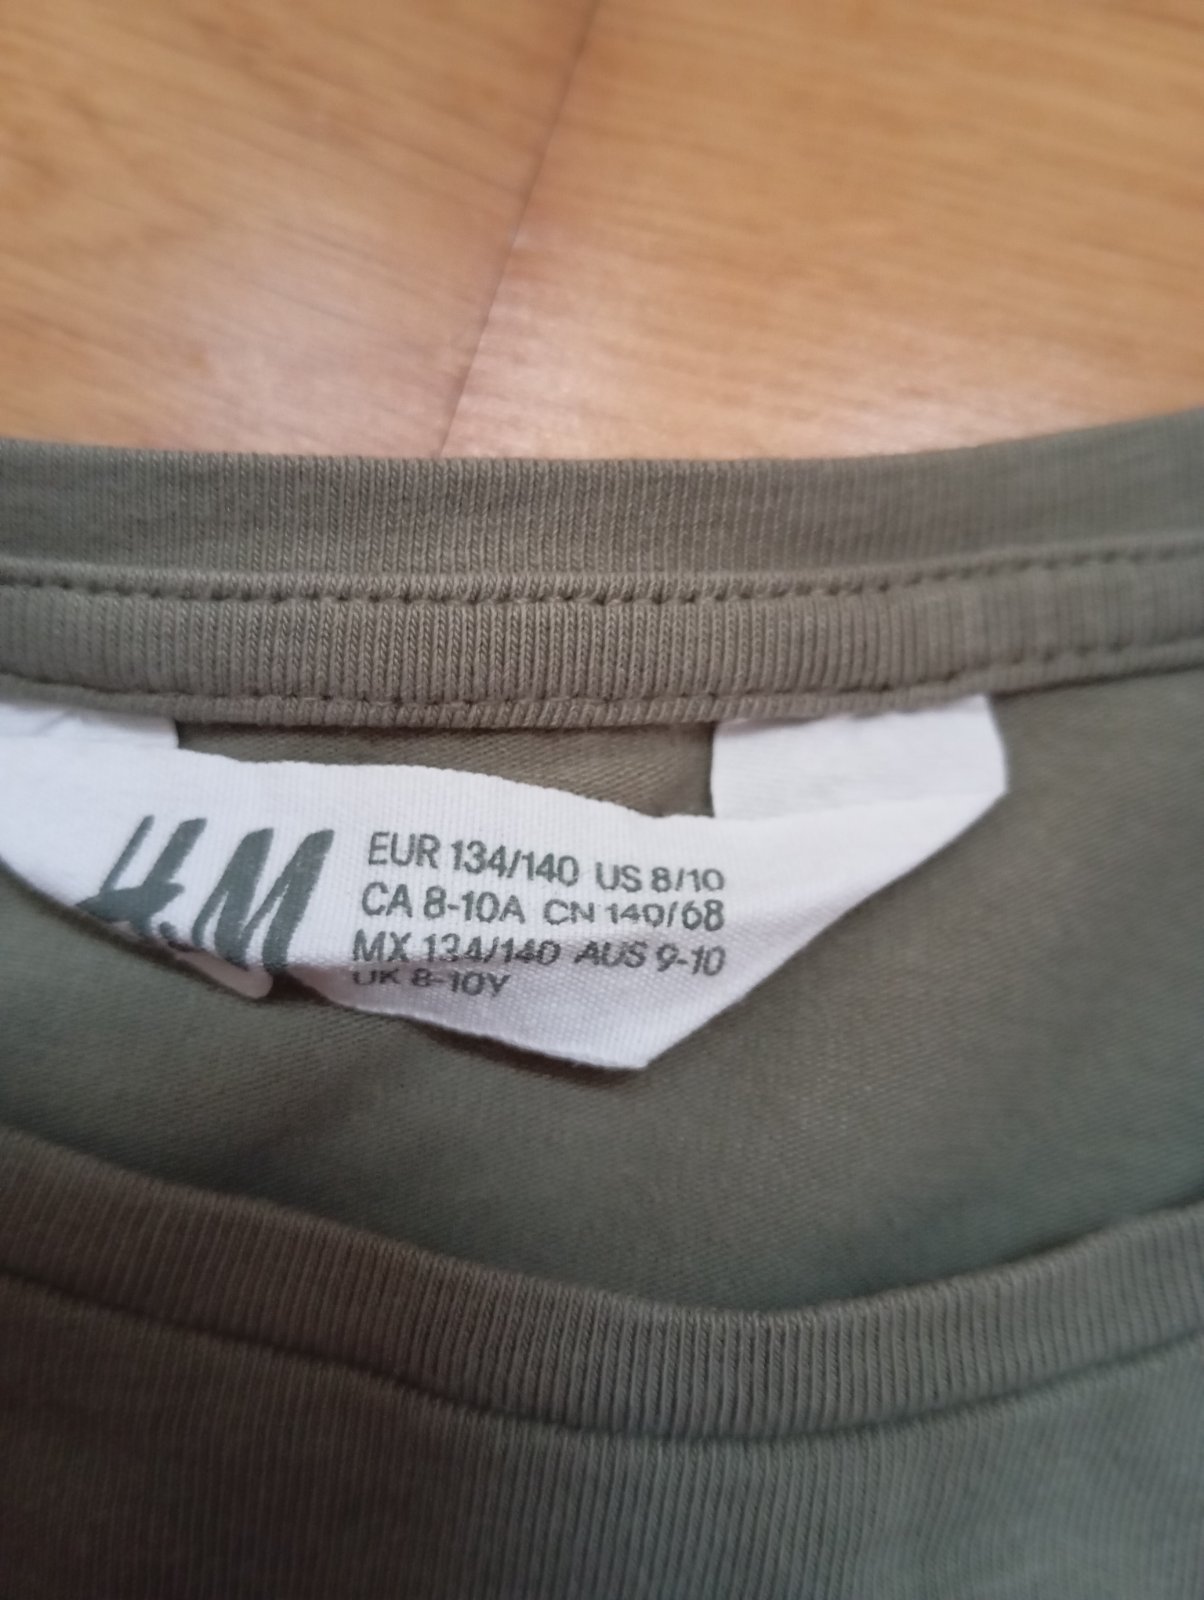 H&M
EUR 134/140 US 8/10
CA 8-10A CN 140/68
MX 134/140 AUS 9-10
UK 8-10Y